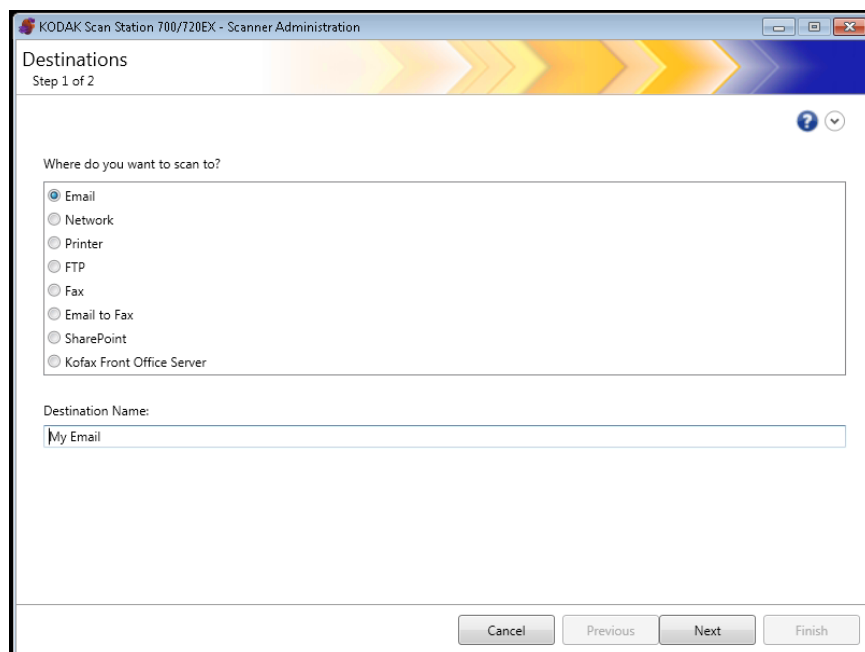 KODAK Scan Station 700/720EX - Scanner Administration
Destinations
Step 1 of 2
?
Where do you want to scan to?
Email
Network
Printer
FTP
Fax
Email to Fax
SharePoint
Kofax Front Office Server
Destination Name:
My Email
Cancel Previous Next Finish